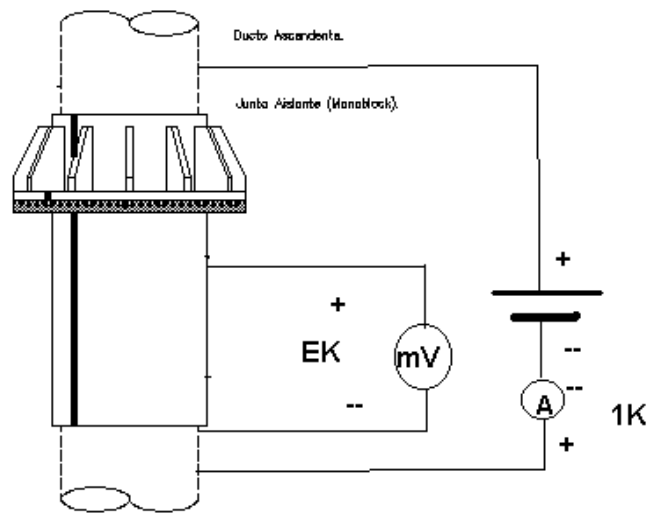 Ducto Ascendente.
Junta Aislante (Monoblock).
+
+
EK
mV
--
--
--
A
1K
+